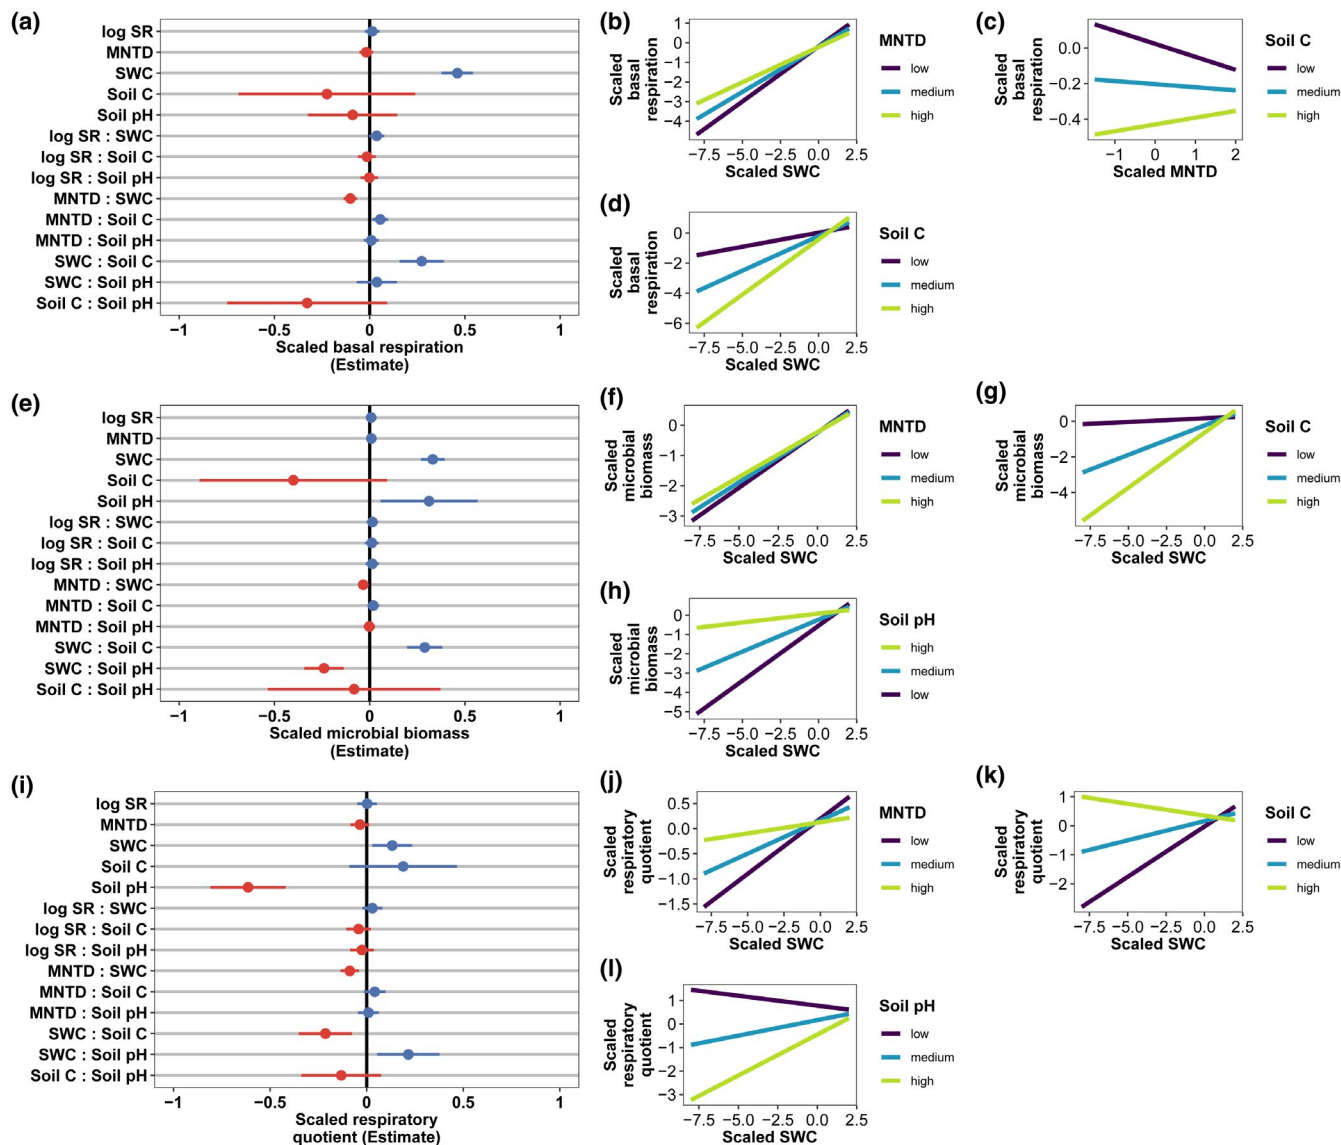 (a)
log SR
MNTD
SWC
Soil C
Soil pH
log SR : SWC
log SR : Soil C
log SR : Soil pH
MNTD : SWC
MNTD : Soil C
MNTD : Soil pH
SWC : Soil C
SWC : Soil pH
Soil C : Soil pH
−1 −0.5 0 0.5 1
Scaled basal respiration
(Estimate)
(b)
Scaled
basal
respiration
1
0
−1
−2
−3
−4
−7.5 −5.0 −2.5 0.0 2.5
Scaled SWC
MNTD
low
medium
high
(c)
Scaled
basal
respiration
0.0
−0.2
−0.4
−1 0 1 2
Scaled MNTD
Soil C
low
medium
high
(d)
Scaled
basal
respiration
0
−2
−4
−6
−7.5 −5.0 −2.5 0.0 2.5
Scaled SWC
Soil C
low
medium
high
(e)
log SR
MNTD
SWC
Soil C
Soil pH
log SR : SWC
log SR : Soil C
log SR : Soil pH
MNTD : SWC
MNTD : Soil C
MNTD : Soil pH
SWC : Soil C
SWC : Soil pH
Soil C : Soil pH
−1 −0.5 0 0.5 1
Scaled microbial biomass
(Estimate)
(f)
Scaled
microbial
biomass
0
−1
−2
−3
−7.5 −5.0 −2.5 0.0 2.5
Scaled SWC
MNTD
low
medium
high
(g)
Scaled
microbial
biomass
0
−2
−4
−7.5 −5.0 −2.5 0.0 2.5
Scaled SWC
Soil C
low
medium
high
(h)
Scaled
microbial
biomass
0
−1
−2
−3
−4
−5
−7.5 −5.0 −2.5 0.0 2.5
Scaled SWC
Soil pH
high
medium
low
(i)
log SR
MNTD
SWC
Soil C
Soil pH
log SR : SWC
log SR : Soil C
log SR : Soil pH
MNTD : SWC
MNTD : Soil C
MNTD : Soil pH
SWC : Soil C
SWC : Soil pH
Soil C : Soil pH
−1 −0.5 0 0.5 1
Scaled respiratory
quotient (Estimate)
(j)
Scaled
respiratory
quotient
0.5
0.0
−0.5
−1.0
−1.5
−7.5 −5.0 −2.5 0.0 2.5
Scaled SWC
MNTD
low
medium
high
(k)
Scaled
respiratory
quotient
1
0
−1
−2
−7.5 −5.0 −2.5 0.0 2.5
Scaled SWC
Soil C
low
medium
high
(l)
Scaled
respiratory
quotient
1
0
−1
−2
−3
−7.5 −5.0 −2.5 0.0 2.5
Scaled SWC
Soil pH
low
medium
high